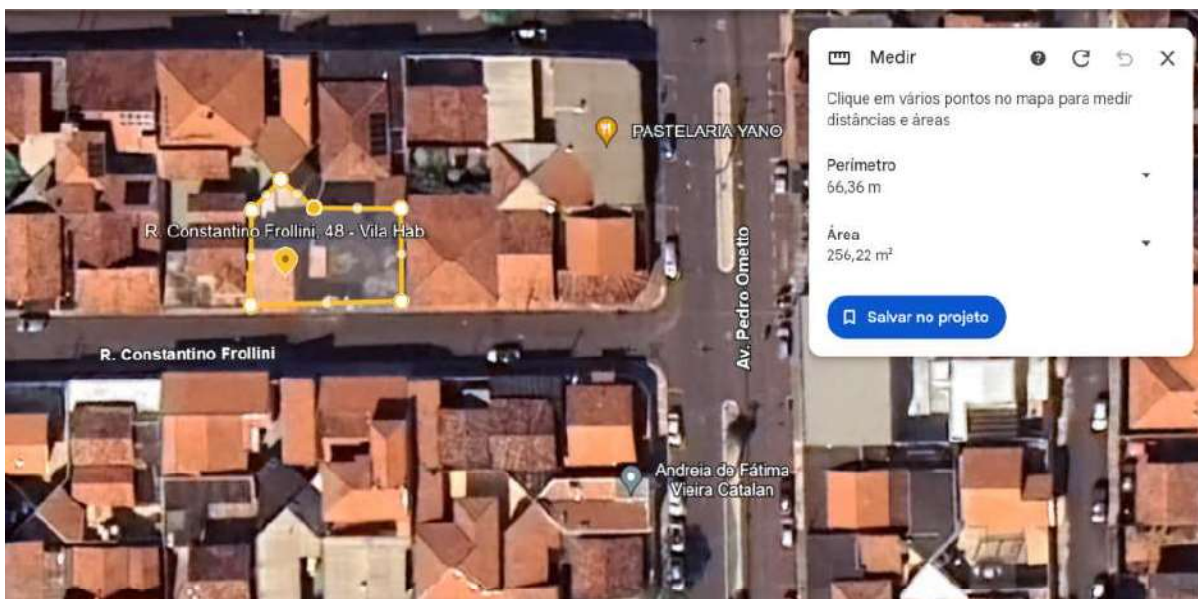 Medir
Clique em vários pontos no mapa para medir
distâncias e áreas
Perímetro
66,36 m
Área
256,22 m²
Salvar no projeto
PASTELARIA YANO
R. Constantino Frollini, 48 - Vila Hab
Av. Pedro Ometto
R. Constantino Frollini
Andreia de Fátima
Vieira Catalan